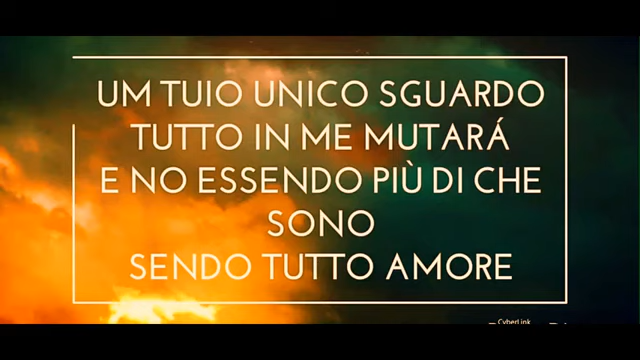 UM TUIO UNICO SGUARDO
TUTTO IN ME MUTARÁ
E NO ESSENDO PIÙ DI CHE
SONO
SENDO TUTTO AMORE
CyberLink